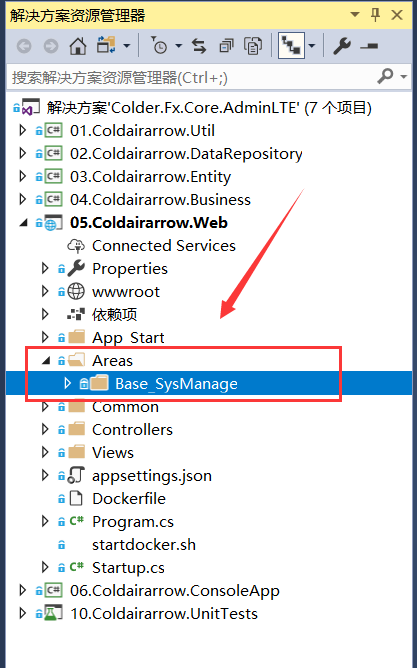 解决方案资源管理器
搜索解决方案资源管理器(Ctrl+;)
解决方案'Colder.Fx.Core.AdminLTE' (7 个项目)
01.Coldairarrow.Util
02.Coldairarrow.DataRepository
03.Coldairarrow.Entity
04.Coldairarrow.Business
05.Coldairarrow.Web
Connected Services
Properties
wwwroot
依赖项
App_Start
Areas
Base_SysManage
Common
Controllers
Views
appsettings.json
Dockerfile
C# Program.cs
startdocker.sh
C# Startup.cs
06.Coldairarrow.ConsoleApp
10.Coldairarrow.UnitTests